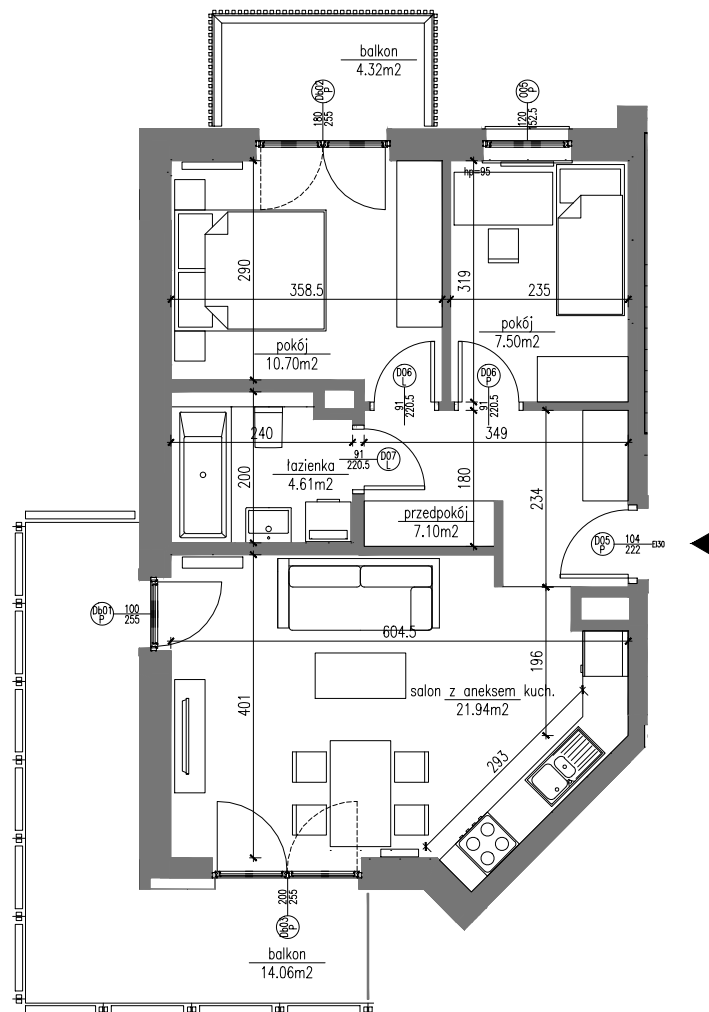 balkon
4.32m2
Db02
P
180
255
O05
P
120
152.5
hp=95
290
358.5
319
235
pokój
10.70m2
pokój
7.50m2
D06
L
91
220.5
D06
P
91
220.5
240
349
200
łazienka
4.61m2
91
220.5
D07
L
180
234
przedpokój
7.10m2
D05
P
104
222
EI30
Db01
P
100
255
604.5
401
196
salon z aneksem kuch.
21.94m2
293
200
255
Db03
P
balkon
14.06m2